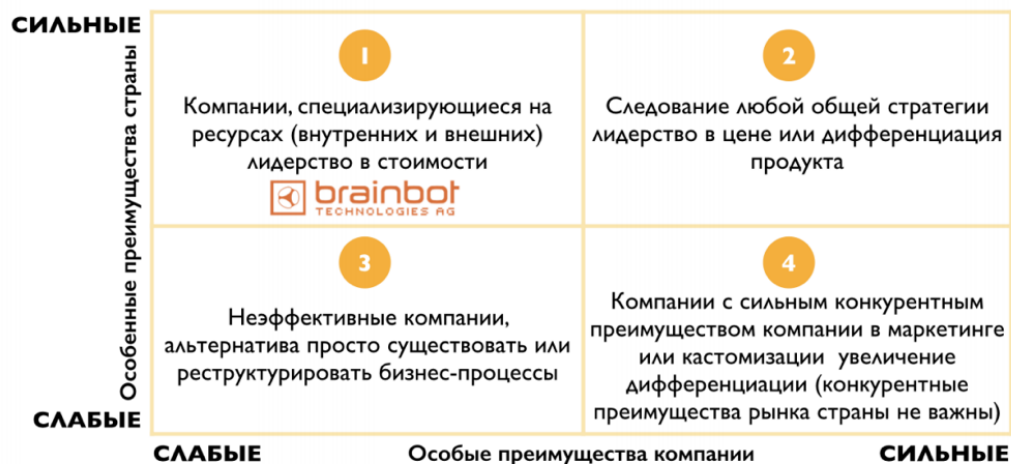 СИЛЬНЫЕ
Особенные преимущества страны
СЛАБЫЕ
1
Компании, специализирующиеся на
ресурсах (внутренних и внешних)
лидерство в стоимости
brainbot
TECHNOLOGIES AG
2
Следование любой общей стратегии
лидерство в цене или дифференциация
продукта
3
Неэффективные компании,
альтернатива просто существовать или
реструктурировать бизнес-процессы
4
Компании с сильным конкурентным
преимуществом компании в маркетинге
или кастомизации увеличение
дифференциации (конкурентные
преимущества рынка страны не важны)
СЛАБЫЕ
Особые преимущества компании
СИЛЬНЫЕ